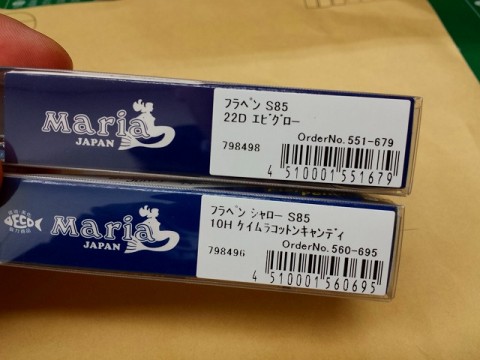 Maria
JAPAN
フラペン S85
22D エビグロー
OrderNo. 551-679
798498
4 510001 551679
Maria
JAPAN
フラペン シャロー S85
10H ケイムラコットンキャンディ
OrderNo. 560-695
798496
4 510001 560695